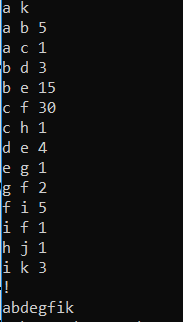 a k
a b 5
a c 1
b d 3
b e 15
c f 30
c h 1
d e 4
e g 1
g f 2
f i 5
i f 1
h j 1
i k 3
!
abdegfik